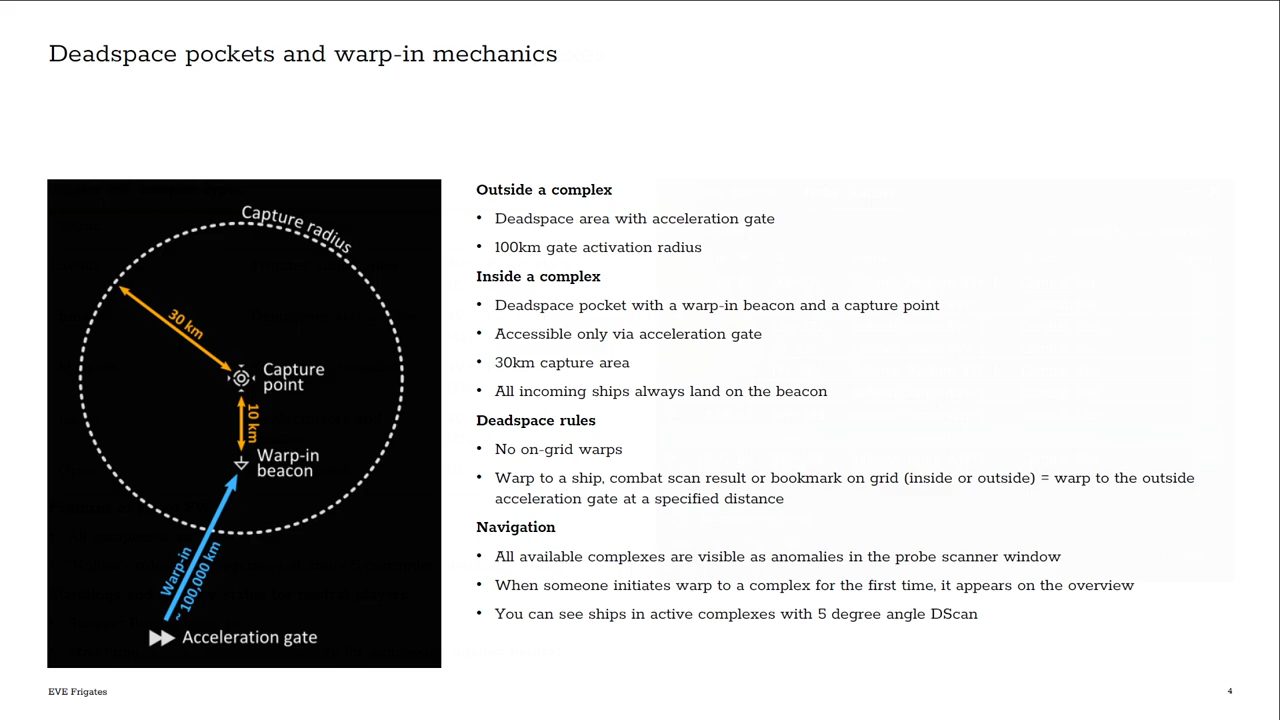 Deadspace pockets and warp-in mechanics
Capture radius
30 km
Capture
point
10 km
Warp-in
beacon
Warp-in
~ 100,000 km
Acceleration gate
Outside a complex
• Deadspace area with acceleration gate
• 100km gate activation radius
Inside a complex
• Deadspace pocket with a warp-in beacon and a capture point
• Accessible only via acceleration gate
• 30km capture area
• All incoming ships always land on the beacon
Deadspace rules
• No on-grid warps
• Warp to a ship, combat scan result or bookmark on grid (inside or outside) = warp to the outside
acceleration gate at a specified distance
Navigation
• All available complexes are visible as anomalies in the probe scanner window
• When someone initiates warp to a complex for the first time, it appears on the overview
• You can see ships in active complexes with 5 degree angle DScan
EVE Frigates
4